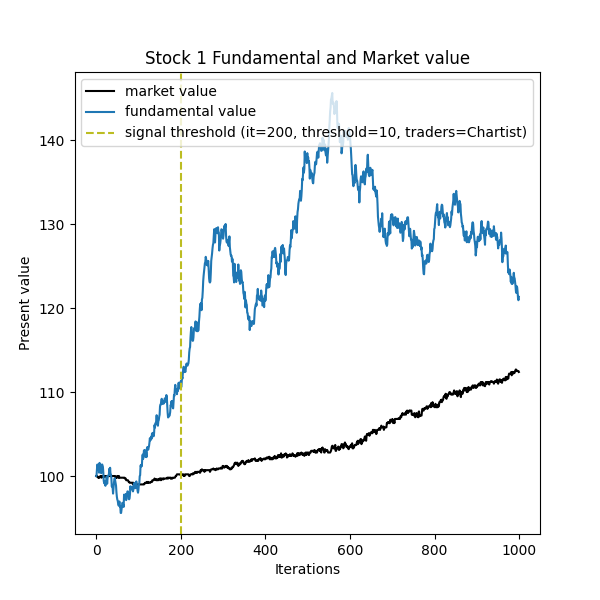 Stock 1 Fundamental and Market value
market value
fundamental value
signal threshold (it=200, threshold=10, traders=Chartist)
140
130
120
110
100
Present value
0 200 400 600 800 1000
Iterations